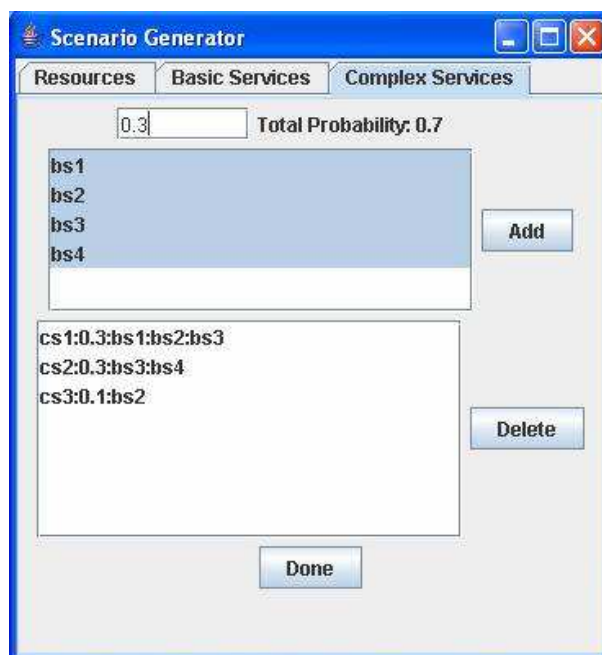 Scenario Generator
Resources Basic Services Complex Services
0.3 Total Probability: 0.7
bs1
bs2
bs3
bs4
Add
cs1:0.3:bs1:bs2:bs3
cs2:0.3:bs3:bs4
cs3:0.1:bs2
Delete
Done